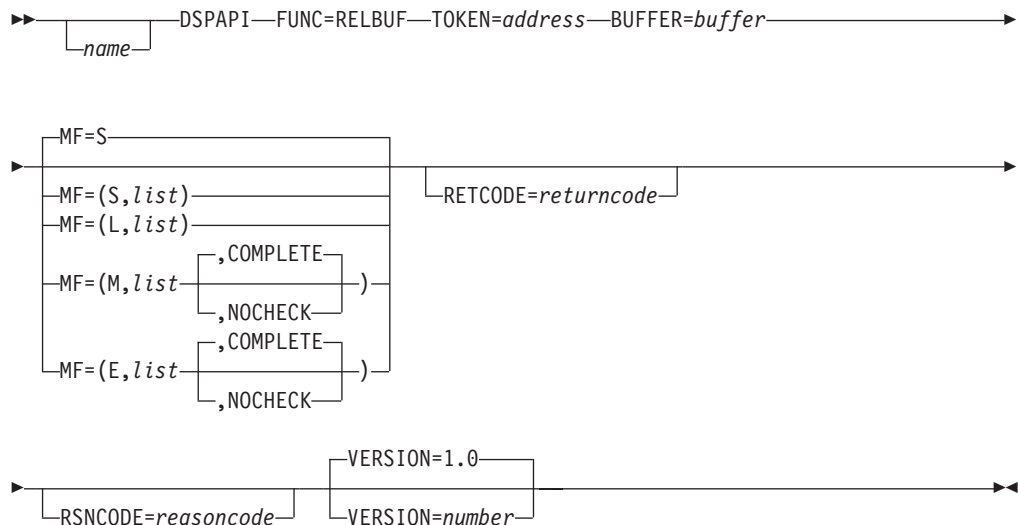 DSPAPI FUNC=RELBUF TOKEN=address BUFFER=buffer
name
MF=S
MF=(S,list)
RETCODE=returncode
MF=(L,list)
,COMPLETE
MF=(M,list )
,NOCHECK
,COMPLETE
MF=(E,list )
,NOCHECK
VERSION=1.0
RSNCODE=reasoncode
VERSION=number